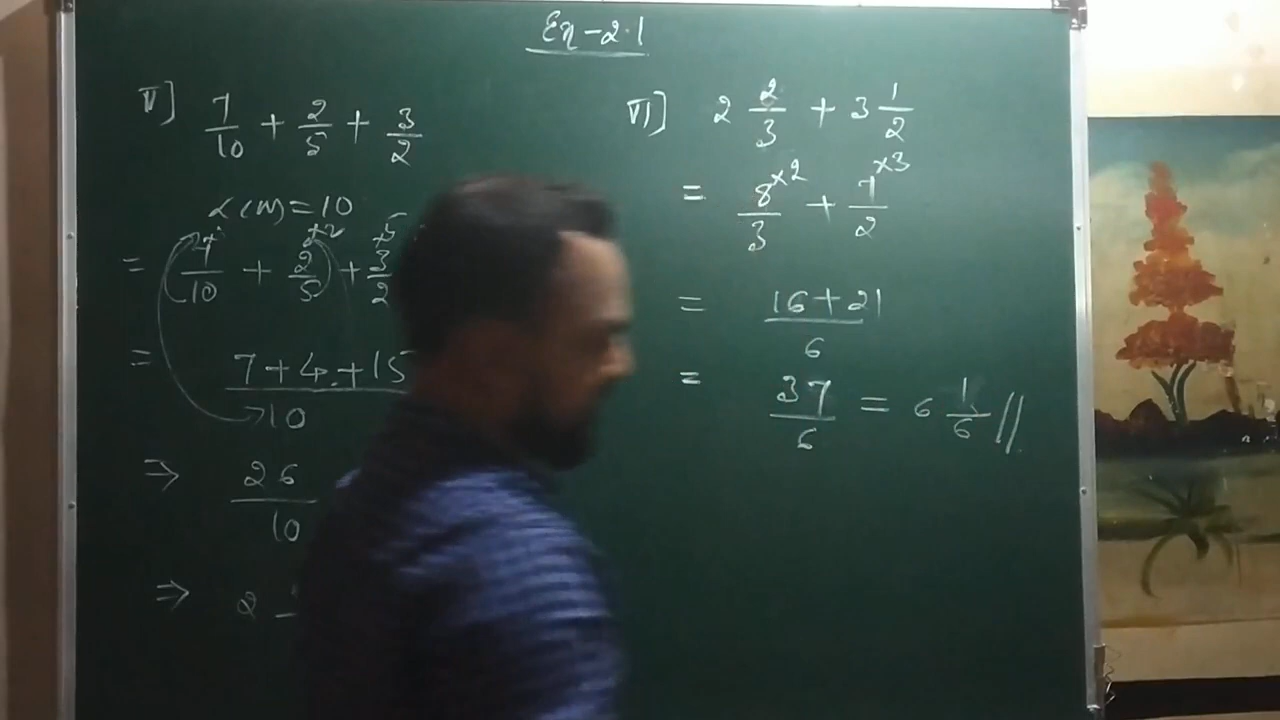 Ex-2.1
V] 7/10 + 2/5 + 3/2
LCM = 10
= (7/10 + 2/5) + 3/2 ×5
= 7+4+15 / 10
⇒ 26/10
⇒ 2
VI] 2 2/3 + 3 1/2
= 8×2/3 + 7×3/2
= 16+21 / 6
= 37/6 = 6 1/6 //